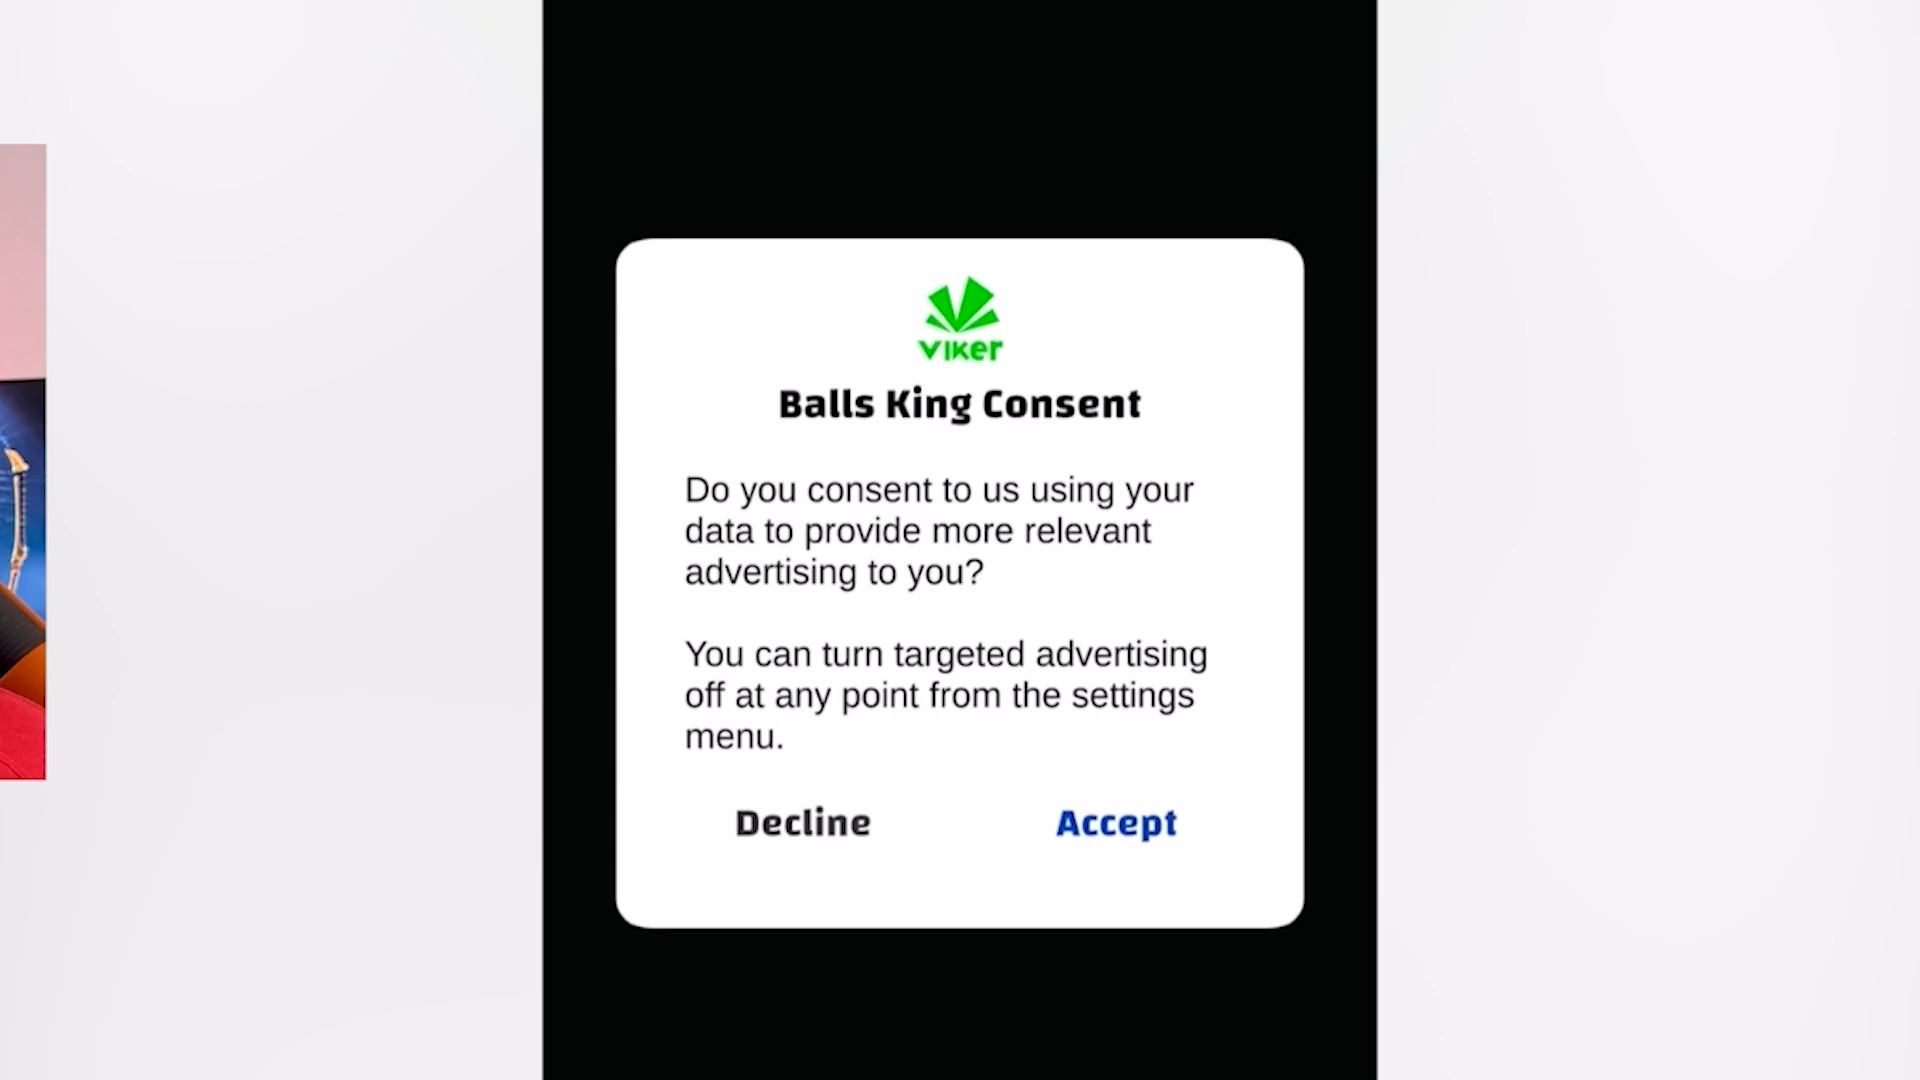 VIKer
Balls King Consent
Do you consent to us using your
data to provide more relevant
advertising to you?
You can turn targeted advertising
off at any point from the settings
menu.
Decline Accept